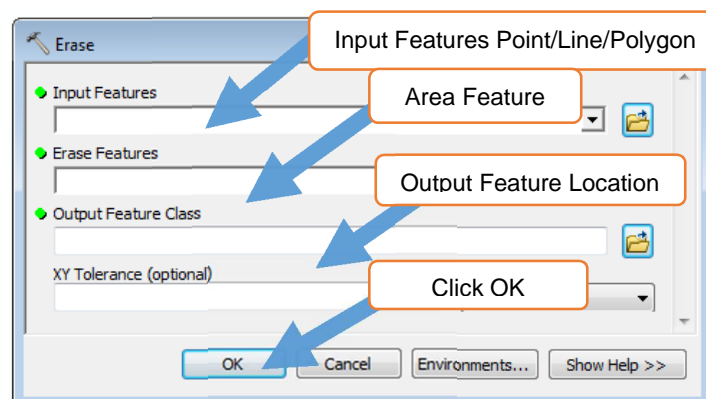 Erase
Input Features Point/Line/Polygon
Input Features
Area Feature
Erase Features
Output Feature Location
Output Feature Class
XY Tolerance (optional)
Click OK
OK
Cancel
Environments...
Show Help >>